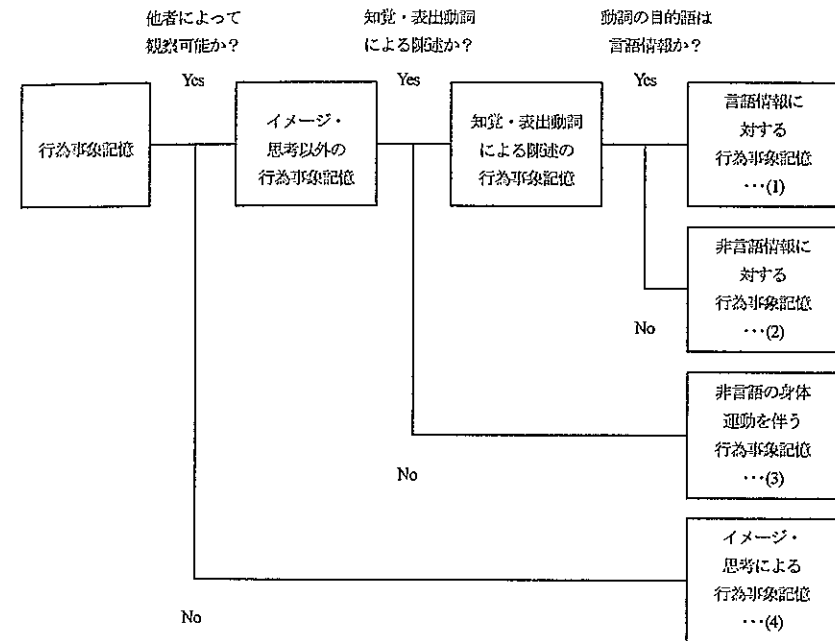 他者によって
観察可能か？
知覚・表出動詞
による陳述か？
動詞の目的語は
言語情報か？
Yes
Yes
Yes
行為事象記憶
イメージ・
思考以外の
行為事象記憶
知覚・表出動詞
による陳述の
行為事象記憶
言語情報に
対する
行為事象記憶
･･･(1)
非言語情報に
対する
行為事象記憶
･･･(2)
No
非言語の身体
運動を伴う
行為事象記憶
･･･(3)
No
イメージ・
思考による
行為事象記憶
･･･(4)
No